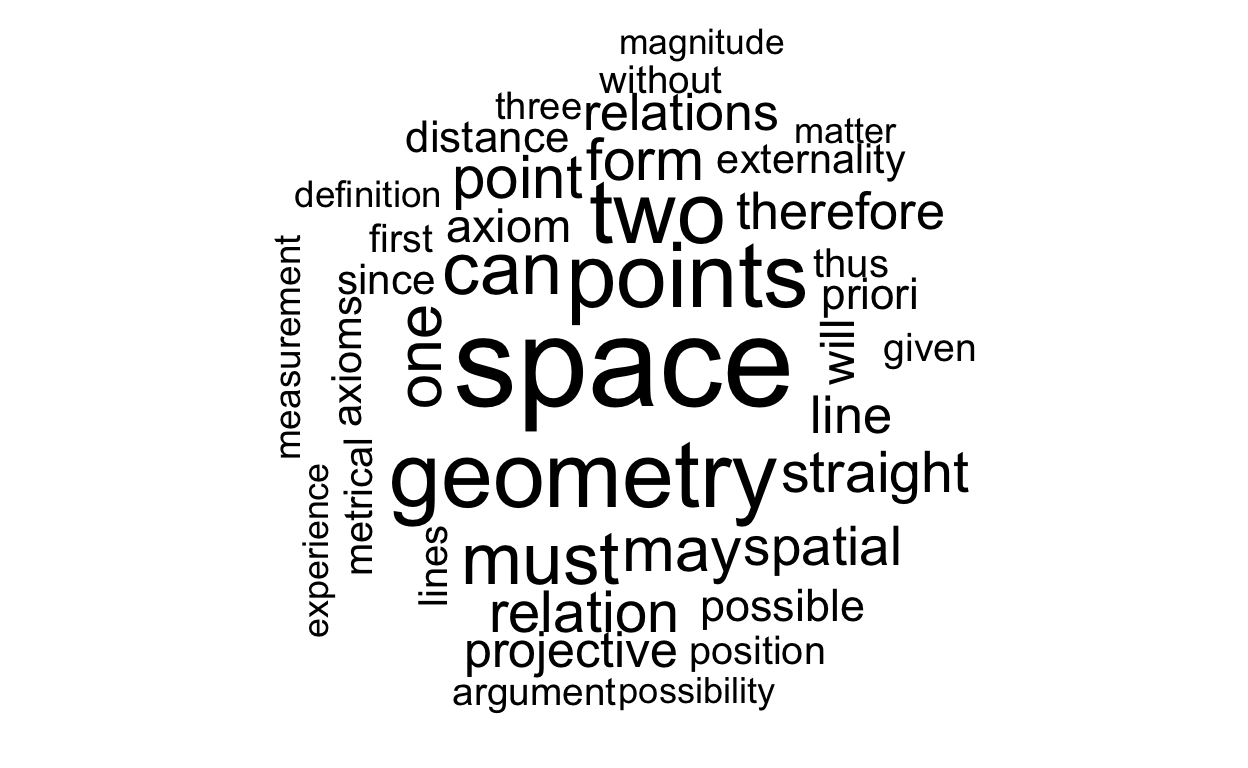 magnitude
without
three relations
distance matter
point form externality
definition two therefore
first axiom
since can points thus
priori
measurement axioms one space will given
line
experience metrical geometry straight
lines must may spatial
relation possible
projective position
argument possibility